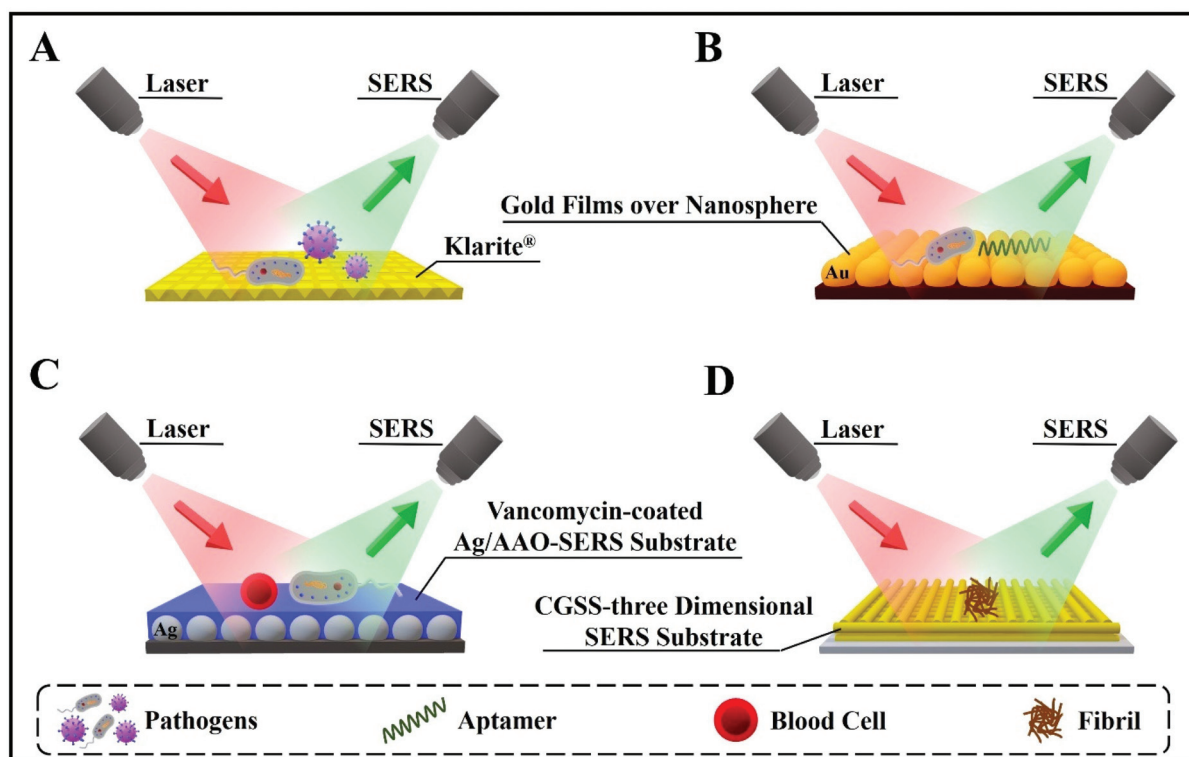 A
Laser
SERS
Klarite®
B
Laser
SERS
Gold Films over Nanosphere
Au
C
Laser
SERS
Vancomycin-coated
Ag/AAO-SERS Substrate
Ag
D
Laser
SERS
CGSS-three Dimensional
SERS Substrate
Pathogens
Aptamer
Blood Cell
Fibril